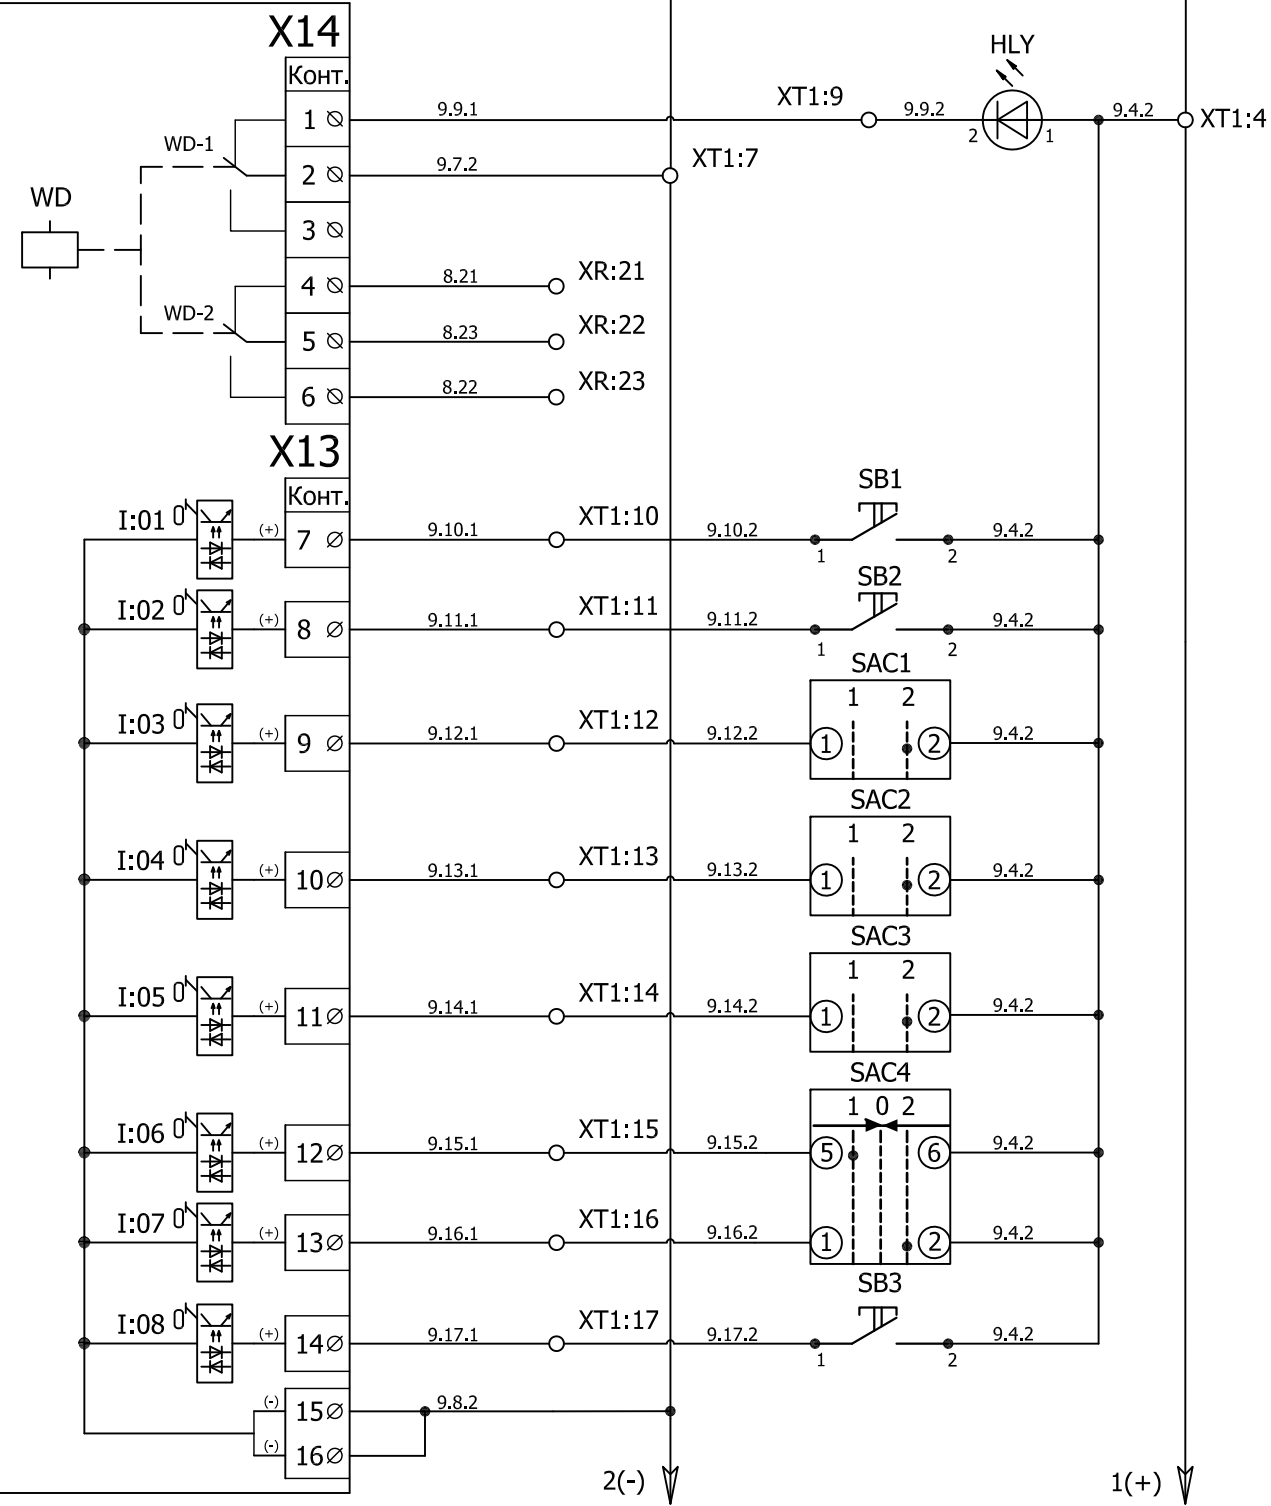 X14
HLY
Конт.
1 9.9.1 XT1:9 9.9.2 2 1 9.4.2 XT1:4
WD-1
2 9.7.2 XT1:7
WD
3
4 8.21 XR:21
WD-2
5 8.23 XR:22
6 8.22 XR:23
X13
Конт.
SB1
I:01 (+) 7 9.10.1 XT1:10 9.10.2 1 2 9.4.2
SB2
I:02 (+) 8 9.11.1 XT1:11 9.11.2 1 2 9.4.2
SAC1
1 2
I:03 (+) 9 9.12.1 XT1:12 9.12.2 1 2 9.4.2
SAC2
1 2
I:04 (+) 10 9.13.1 XT1:13 9.13.2 1 2 9.4.2
SAC3
1 2
I:05 (+) 11 9.14.1 XT1:14 9.14.2 1 2 9.4.2
SAC4
1 0 2
I:06 (+) 12 9.15.1 XT1:15 9.15.2 5 6 9.4.2
I:07 (+) 13 9.16.1 XT1:16 9.16.2 1 2 9.4.2
SB3
I:08 (+) 14 9.17.1 XT1:17 9.17.2 1 2 9.4.2
(-) 15 9.8.2
(-) 16
2(-) 1(+)